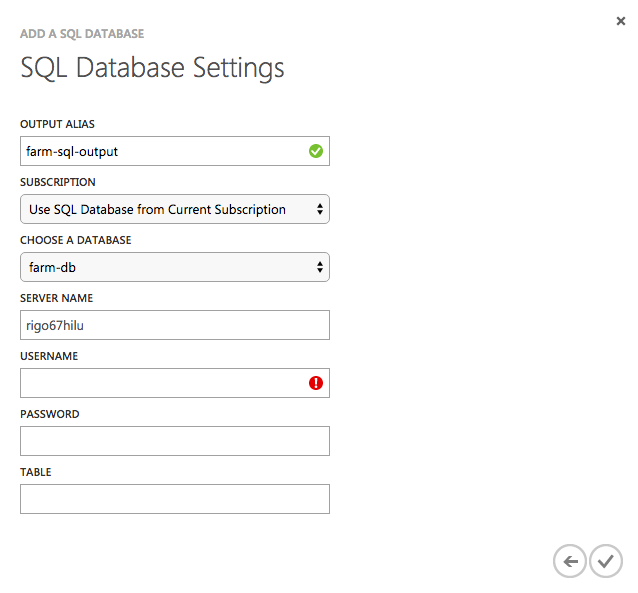 ADD A SQL DATABASE
SQL Database Settings
OUTPUT ALIAS
farm-sql-output
SUBSCRIPTION
Use SQL Database from Current Subscription
CHOOSE A DATABASE
farm-db
SERVER NAME
rigo67hilu
USERNAME
PASSWORD
TABLE